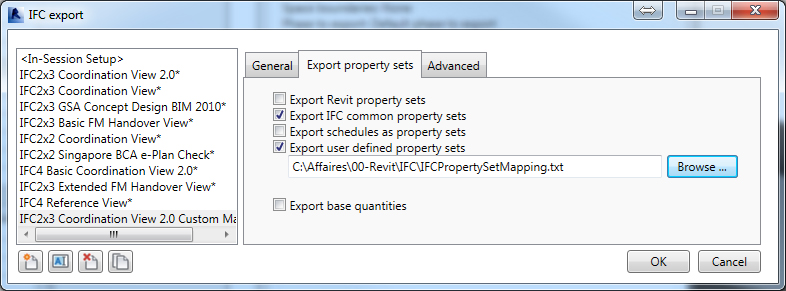 IFC export
<In-Session Setup>
IFC2x3 Coordination View 2.0*
IFC2x3 Coordination View*
IFC2x3 GSA Concept Design BIM 2010*
IFC2x3 Basic FM Handover View*
IFC2x2 Coordination View*
IFC2x2 Singapore BCA e-Plan Check*
IFC4 Basic Coordination View 2.0*
IFC2x3 Extended FM Handover View*
IFC4 Reference View*
IFC2x3 Coordination View 2.0 Custom Ma
General
Export property sets
Advanced
Export Revit property sets
Export IFC common property sets
Export schedules as property sets
Export user defined property sets
C:\Affaires\00-Revit\IFC\IFCPropertySetMapping.txt
Browse ...
Export base quantities
OK
Cancel